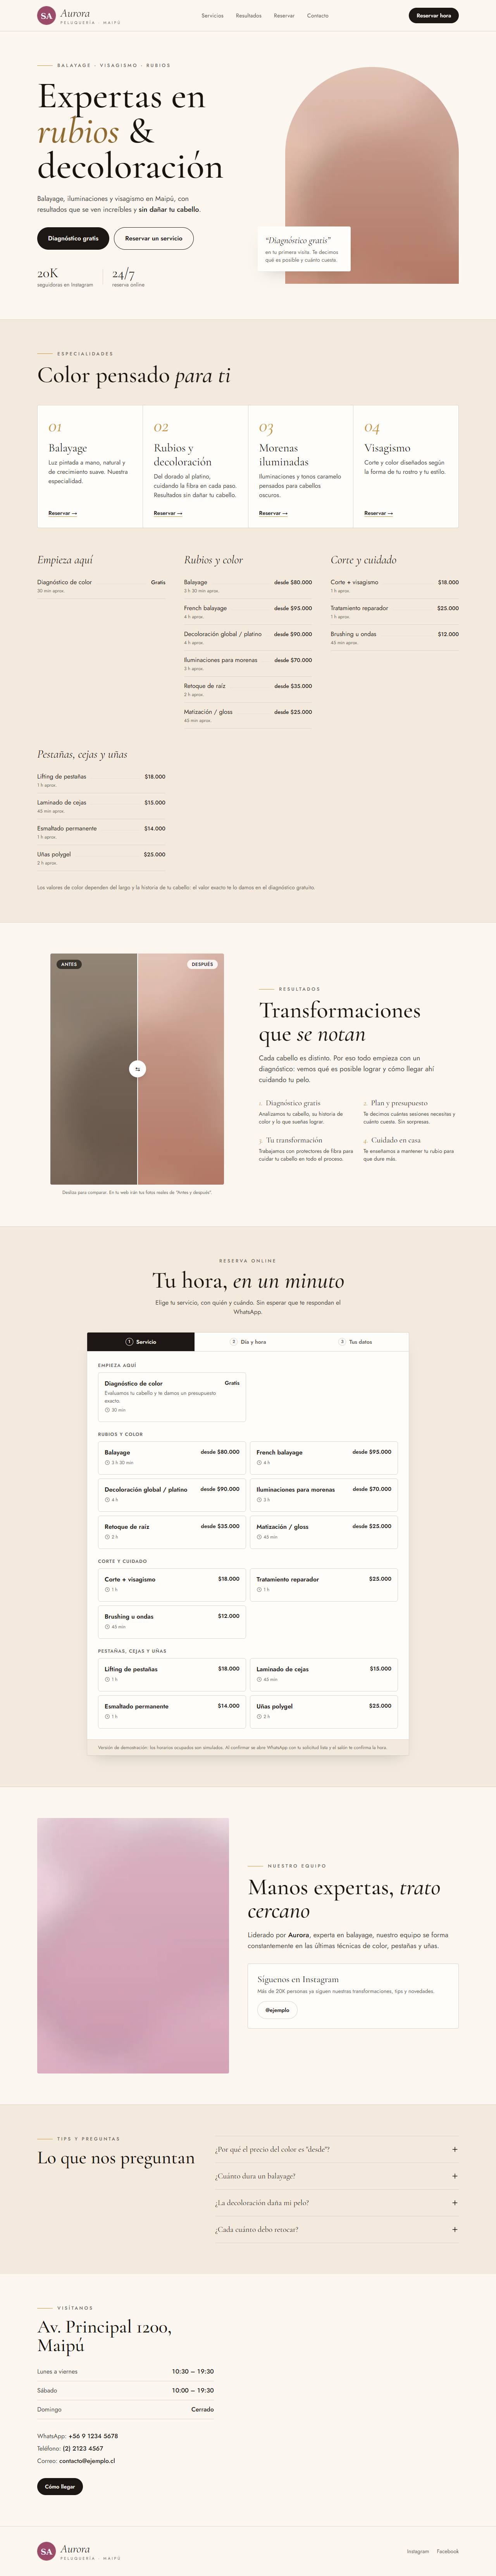 SA Aurora
PELUQUERÍA · MAIPÚ
Servicios Resultados Reservar Contacto
Reservar hora
BALAYAGE · VISAGISMO · RUBIOS
Expertas en
rubios &
decoloración
Balayage, iluminaciones y visagismo en Maipú, con
resultados que se ven increíbles y sin dañar tu cabello.
Diagnóstico gratis
Reservar un servicio
20K
seguidoras en Instagram
24/7
reserva online
“Diagnóstico gratis”
en tu primera visita. Te decimos
qué es posible y cuánto cuesta.
ESPECIALIDADES
Color pensado para ti
01
Balayage
Luz pintada a mano, natural y
de crecimiento suave. Nuestra
especialidad.
Reservar →
02
Rubios y
decoloración
Del dorado al platino,
cuidando la fibra en cada paso.
Resultados sin dañar tu cabello.
Reservar →
03
Morenas
iluminadas
Iluminaciones y tonos caramelo
pensados para cabellos
oscuros.
Reservar →
04
Visagismo
Corte y color diseñados según
la forma de tu rostro y tu estilo.
Reservar →
Empieza aquí
Diagnóstico de color Gratis
30 min aprox.
Rubios y color
Balayage desde $80.000
3 h 30 min aprox.
French balayage desde $95.000
4 h aprox.
Decoloración global / platino desde $90.000
4 h aprox.
Iluminaciones para morenas desde $70.000
3 h aprox.
Retoque de raíz desde $35.000
2 h aprox.
Matización / gloss desde $25.000
45 min aprox.
Corte y cuidado
Corte + visagismo $18.000
1 h aprox.
Tratamiento reparador $25.000
1 h aprox.
Brushing u ondas $12.000
45 min aprox.
Pestañas, cejas y uñas
Lifting de pestañas $18.000
1 h aprox.
Laminado de cejas $15.000
45 min aprox.
Esmaltado permanente $14.000
1 h aprox.
Uñas polygel $25.000
2 h aprox.
Los valores de color dependen del largo y la historia de tu cabello: el valor exacto te lo damos en el diagnóstico gratuito.
ANTES
DESPUÉS
Desliza para comparar. En tu web irán tus fotos reales de "Antes y después".
RESULTADOS
Transformaciones
que se notan
Cada cabello es distinto. Por eso todo empieza con un
diagnóstico: vemos qué es posible lograr y cómo llegar ahí
cuidando tu pelo.
1. Diagnóstico gratis
Analizamos tu cabello, su historia de
color y lo que sueñas lograr.
2. Plan y presupuesto
Te decimos cuántas sesiones necesitas y
cuánto cuesta. Sin sorpresas.
3. Tu transformación
Trabajamos con protectores de fibra para
cuidar tu cabello en todo el proceso.
4. Cuidado en casa
Te enseñamos a mantener tu rubio para
que dure más.
RESERVA ONLINE
Tu hora, en un minuto
Elige tu servicio, con quién y cuándo. Sin esperar que te respondan el
WhatsApp.
1 Servicio
2 Día y hora
3 Tus datos
EMPIEZA AQUÍ
Diagnóstico de color Gratis
Evaluamos tu cabello y te damos un presupuesto
exacto.
30 min
RUBIOS Y COLOR
Balayage desde $80.000
3 h 30 min
French balayage desde $95.000
4 h
Decoloración global / platino desde $90.000
4 h
Iluminaciones para morenas desde $70.000
3 h
Retoque de raíz desde $35.000
2 h
Matización / gloss desde $25.000
45 min
CORTE Y CUIDADO
Corte + visagismo $18.000
1 h
Tratamiento reparador $25.000
1 h
Brushing u ondas $12.000
45 min
PESTAÑAS, CEJAS Y UÑAS
Lifting de pestañas $18.000
1 h
Laminado de cejas $15.000
45 min
Esmaltado permanente $14.000
1 h
Uñas polygel $25.000
2 h
Versión de demostración: los horarios ocupados son simulados. Al confirmar se abre WhatsApp con tu solicitud lista y el salón te confirma la hora.
NUESTRO EQUIPO
Manos expertas, trato
cercano
Liderado por Aurora, experta en balayage, nuestro equipo se forma
constantemente en las últimas técnicas de color, pestañas y uñas.
Síguenos en Instagram
Más de 20K personas ya siguen nuestras transformaciones, tips y novedades.
@ejemplo
TIPS Y PREGUNTAS
Lo que nos preguntan
¿Por qué el precio del color es "desde"? +
¿Cuánto dura un balayage? +
¿La decoloración daña mi pelo? +
¿Cada cuánto debo retocar? +
VISÍTANOS
Av. Principal 1200,
Maipú
Lunes a viernes 10:30 – 19:30
Sábado 10:00 – 19:30
Domingo Cerrado
WhatsApp: +56 9 1234 5678
Teléfono: (2) 2123 4567
Correo: contacto@ejemplo.cl
Cómo llegar
SA Aurora
PELUQUERÍA · MAIPÚ
Instagram Facebook